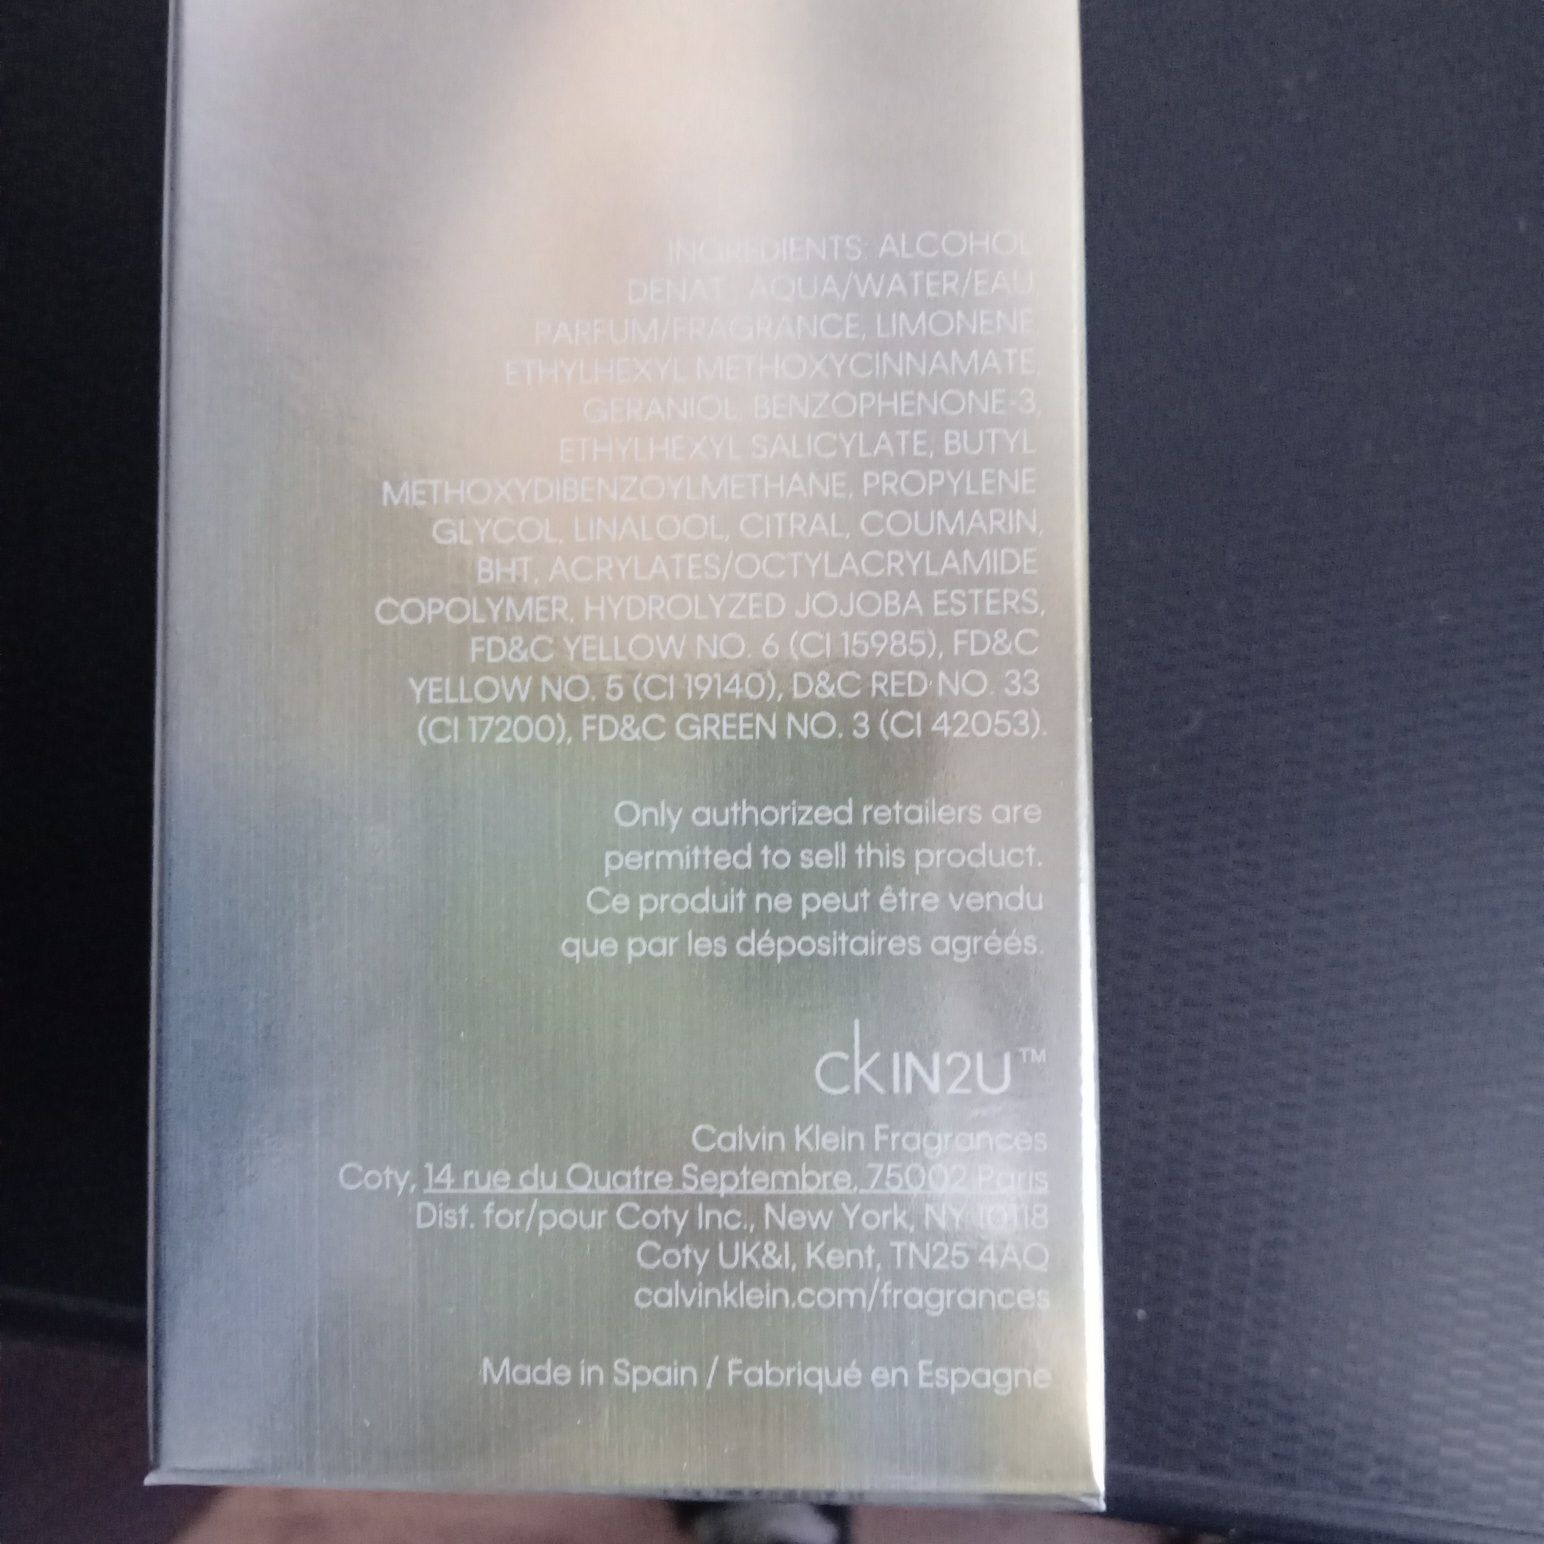 INGREDIENTS: ALCOHOL
DENAT., AQUA/WATER/EAU
PARFUM/FRAGRANCE, LIMONENE
ETHYLHEXYL METHOXYCINNAMATE,
GERANIOL, BENZOPHENONE-3,
ETHYLHEXYL SALICYLATE, BUTYL
METHOXYDIBENZOYLMETHANE, PROPYLENE
GLYCOL, LINALOOL, CITRAL, COUMARIN,
BHT, ACRYLATES/OCTYLACRYLAMIDE
COPOLYMER, HYDROLYZED JOJOBA ESTERS,
FD&C YELLOW NO. 6 (CI 15985), FD&C
YELLOW NO. 5 (CI 19140), D&C RED NO. 33
(CI 17200), FD&C GREEN NO. 3 (CI 42053).
Only authorized retailers are
permitted to sell this product.
Ce produit ne peut être vendu
que par les dépositaires agréés.
ckIN2U™
Calvin Klein Fragrances
Coty, 14 rue du Quatre Septembre, 75002 Paris
Dist. for/pour Coty Inc., New York, NY 10118
Coty UK&I, Kent, TN25 4AQ
calvinklein.com/fragrances
Made in Spain / Fabriqué en Espagne